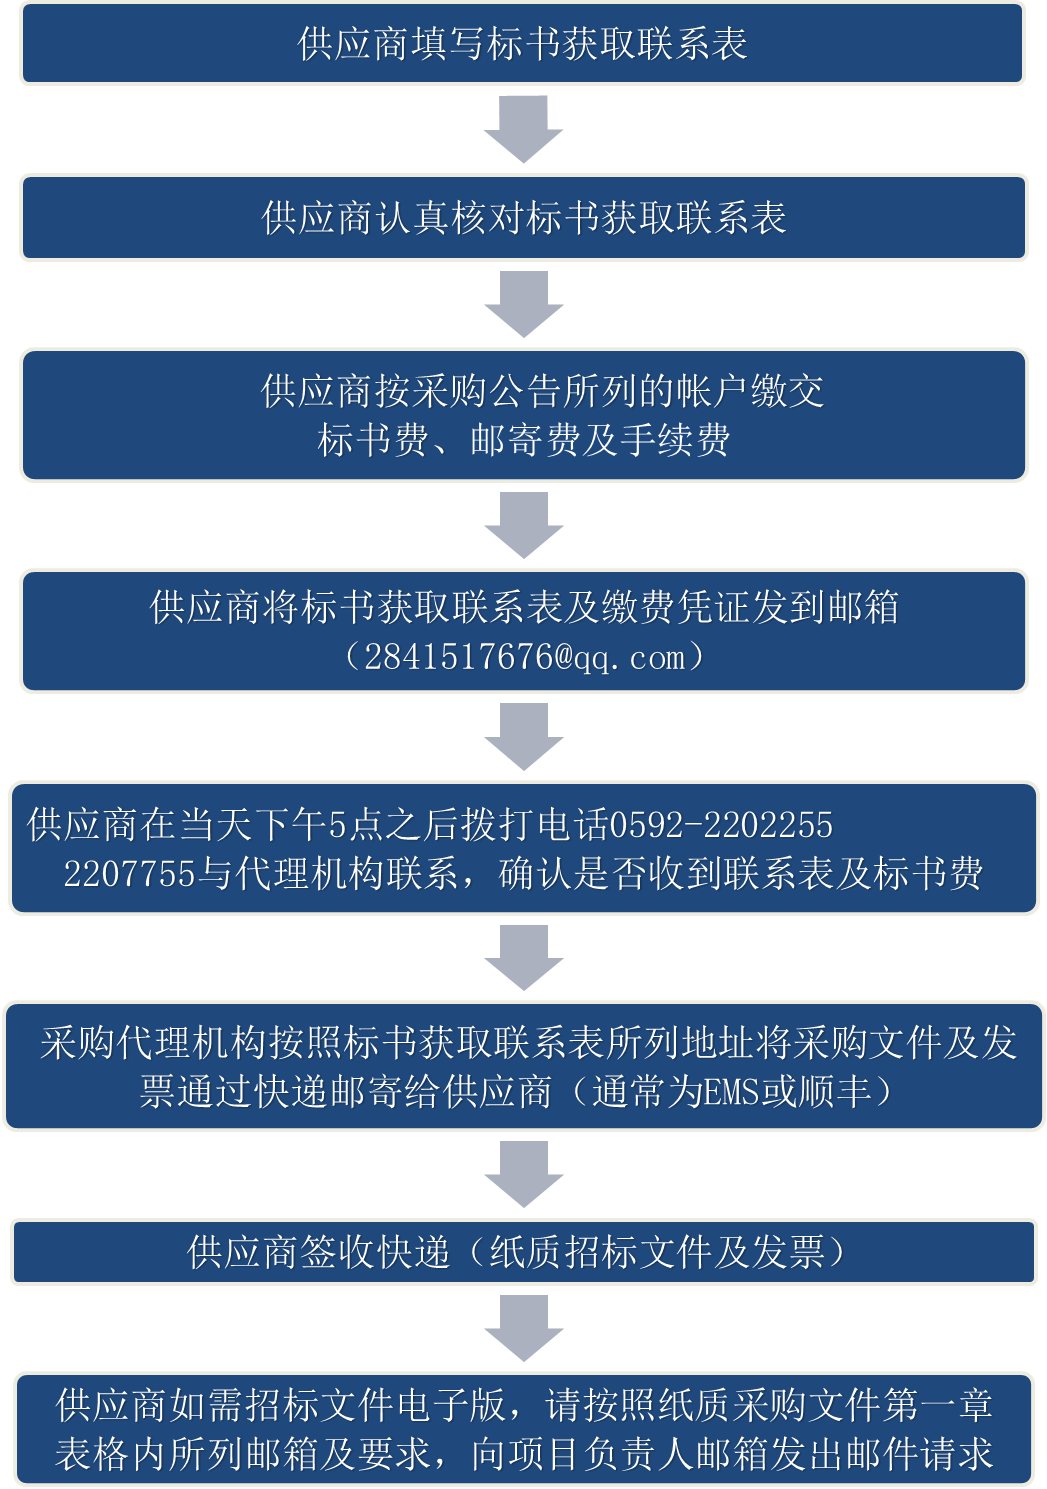 供应商填写标书获取联系表
供应商认真核对标书获取联系表
供应商按采购公告所列的帐户缴交
标书费、邮寄费及手续费
供应商将标书获取联系表及缴费凭证发到邮箱
（2841517676@qq.com）
供应商在当天下午5点之后拨打电话0592-2202255
2207755与代理机构联系，确认是否收到联系表及标书费
采购代理机构按照标书获取联系表所列地址将采购文件及发
票通过快递邮寄给供应商（通常为EMS或顺丰）
供应商签收快递（纸质招标文件及发票）
供应商如需招标文件电子版，请按照纸质采购文件第一章
表格内所列邮箱及要求，向项目负责人邮箱发出邮件请求